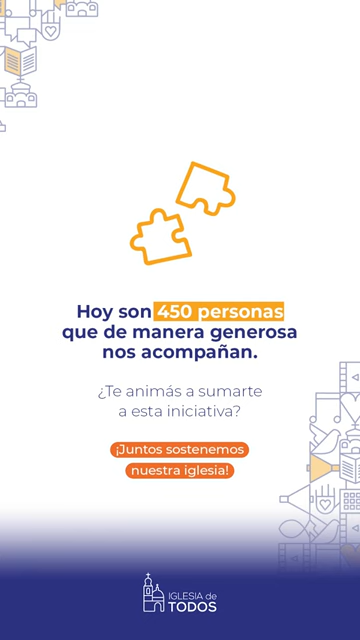 Hoy son 450 personas
que de manera generosa
nos acompañan.
¿Te animás a sumarte
a esta iniciativa?
¡Juntos sostenemos
nuestra iglesia!
IGLESIA de
TODOS